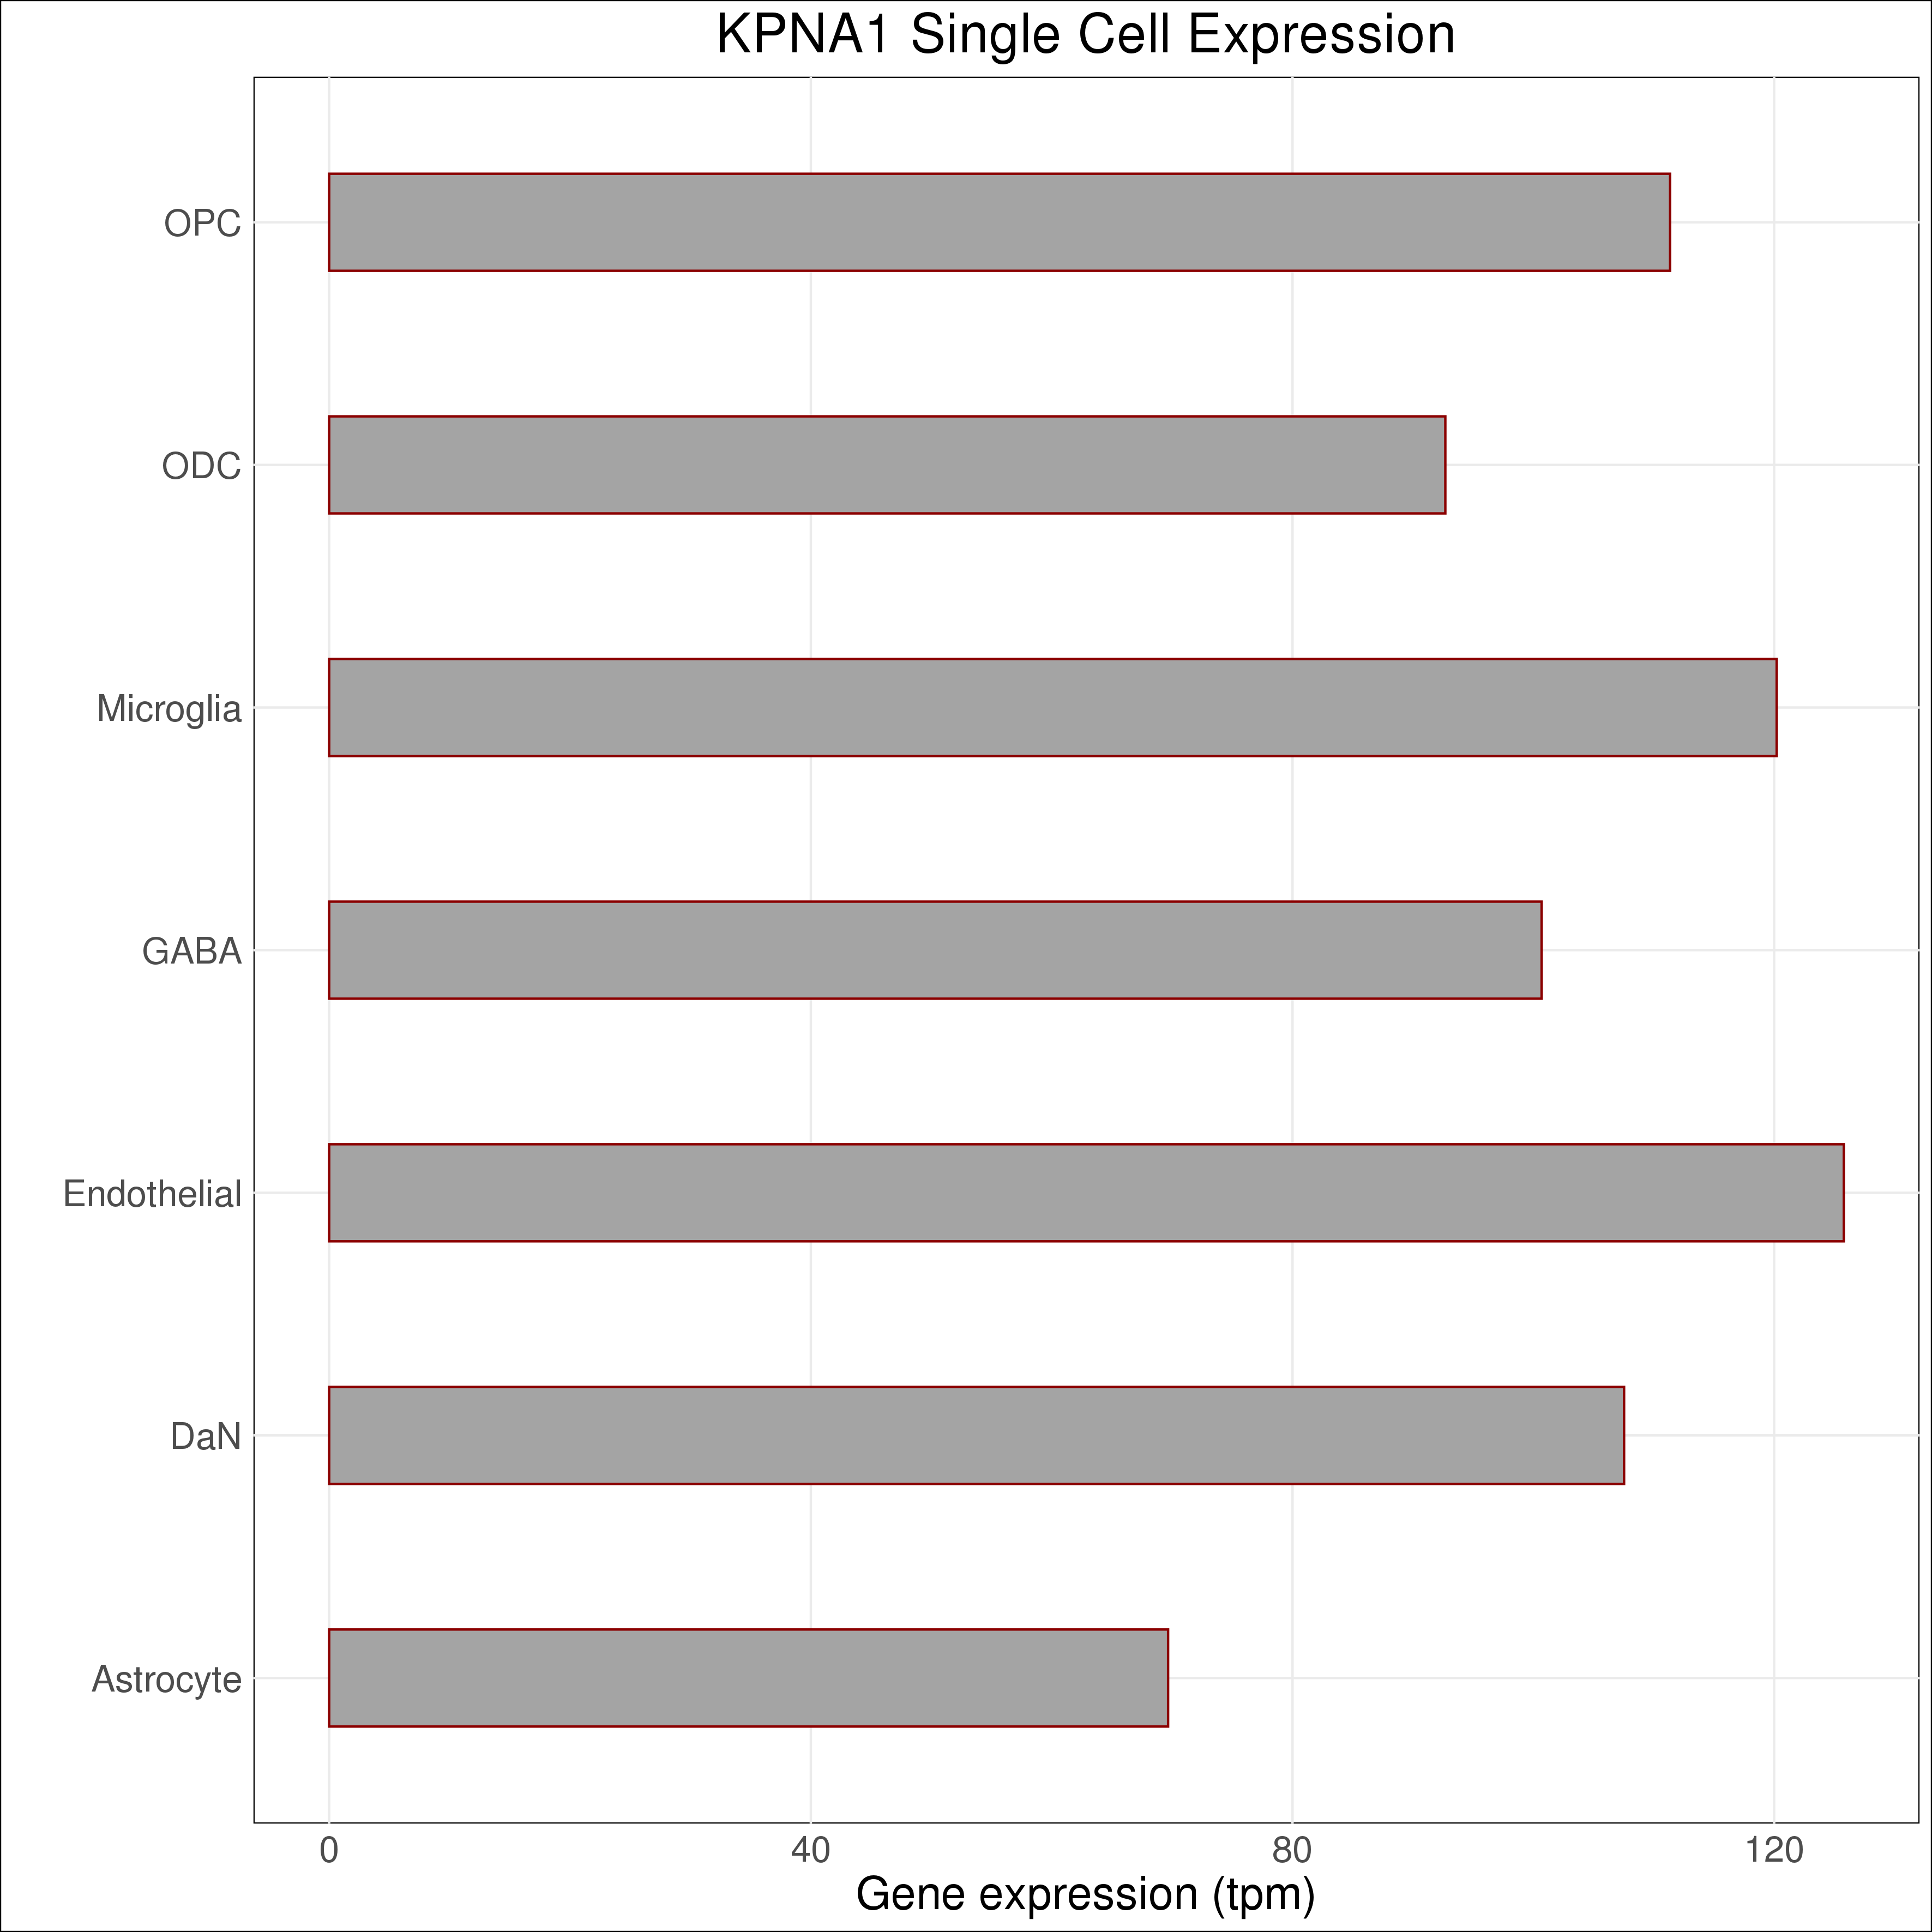 KPNA1 Single Cell Expression
OPC
ODC
Microglia
GABA
Endothelial
DaN
Astrocyte
0 40 80 120
Gene expression (tpm)